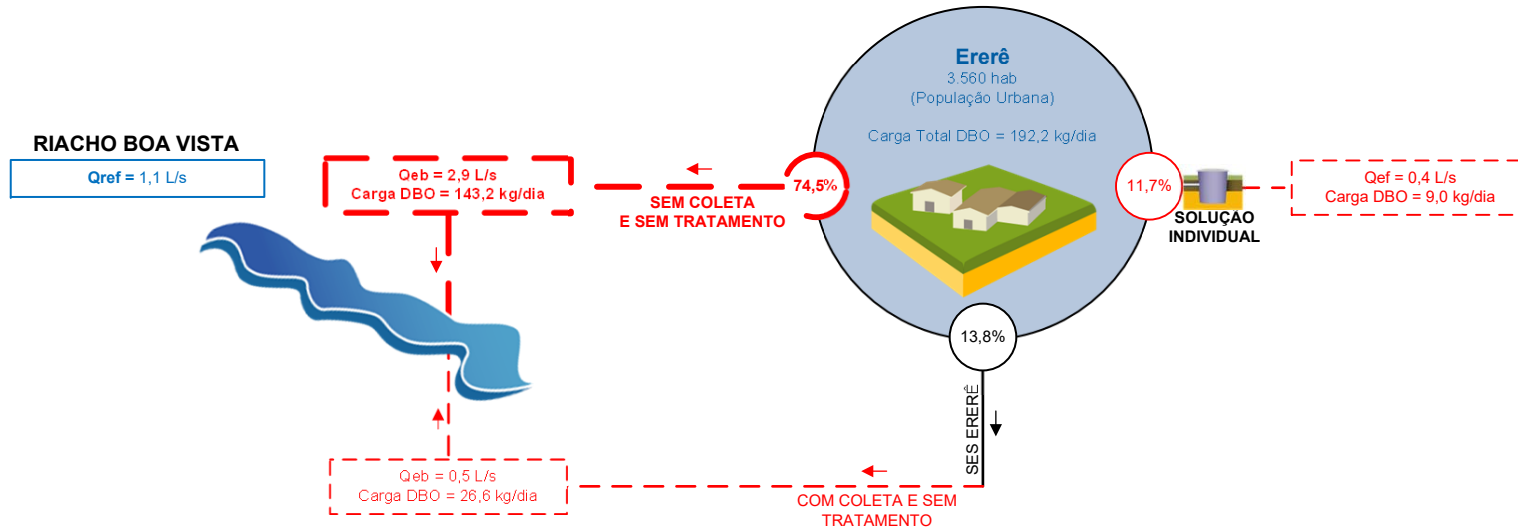 Ererê
3.560 hab
(População Urbana)
Carga Total DBO = 192,2 kg/dia
RIACHO BOA VISTA
Qref = 1,1 L/s
Qeb = 2,9 L/s
Carga DBO = 143,2 kg/dia
SEM COLETA
E SEM TRATAMENTO
74,5%
11,7%
SOLUÇÃO
INDIVIDUAL
Qef = 0,4 L/s
Carga DBO = 9,0 kg/dia
13,8%
SES ERERÊ
Qeb = 0,5 L/s
Carga DBO = 26,6 kg/dia
COM COLETA E SEM
TRATAMENTO